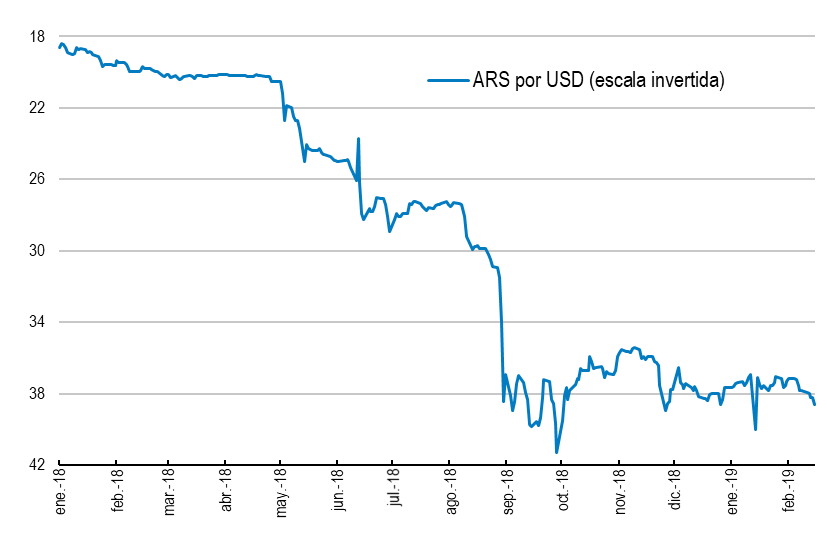 ARS por USD (escala invertida)
18
22
26
30
34
38
42
ene.-18
feb.-18
mar.-18
abr.-18
may.-18
jun.-18
jul.-18
ago.-18
sep.-18
oct.-18
nov.-18
dic.-18
ene.-19
feb.-19